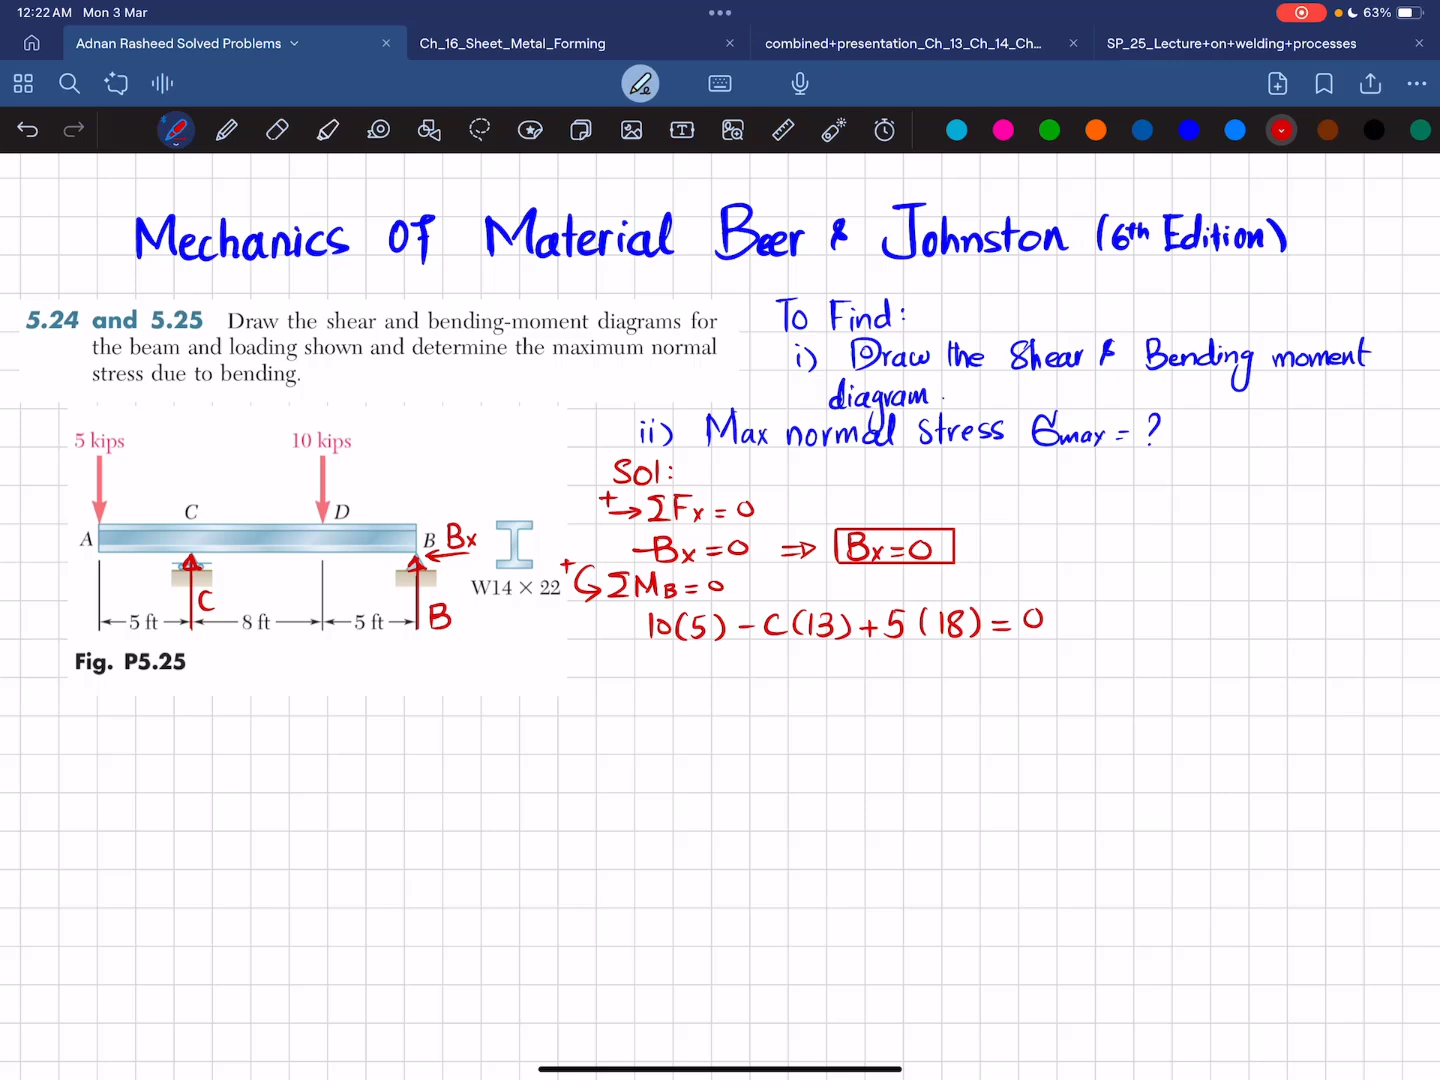 12:22 AM Mon 3 Mar
63%
Adnan Rasheed Solved Problems
Ch_16_Sheet_Metal_Forming
combined+presentation_Ch_13_Ch_14_Ch...
SP_25_Lecture+on+welding+processes
Mechanics of Material Beer & Johnston (6th Edition)
5.24 and 5.25 Draw the shear and bending-moment diagrams for
the beam and loading shown and determine the maximum normal
stress due to bending.
To Find:
i) Draw the Shear & Bending moment
diagram.
ii) Max normal Stress σmax = ?
5 kips
10 kips
A
C
D
B
Bx
W14 × 22
C
B
5 ft
8 ft
5 ft
Fig. P5.25
Sol:
+→ ΣFx = 0
-Bx = 0 ⇒ Bx = 0
+↺ ΣMB = 0
10(5) - C(13) + 5(18) = 0